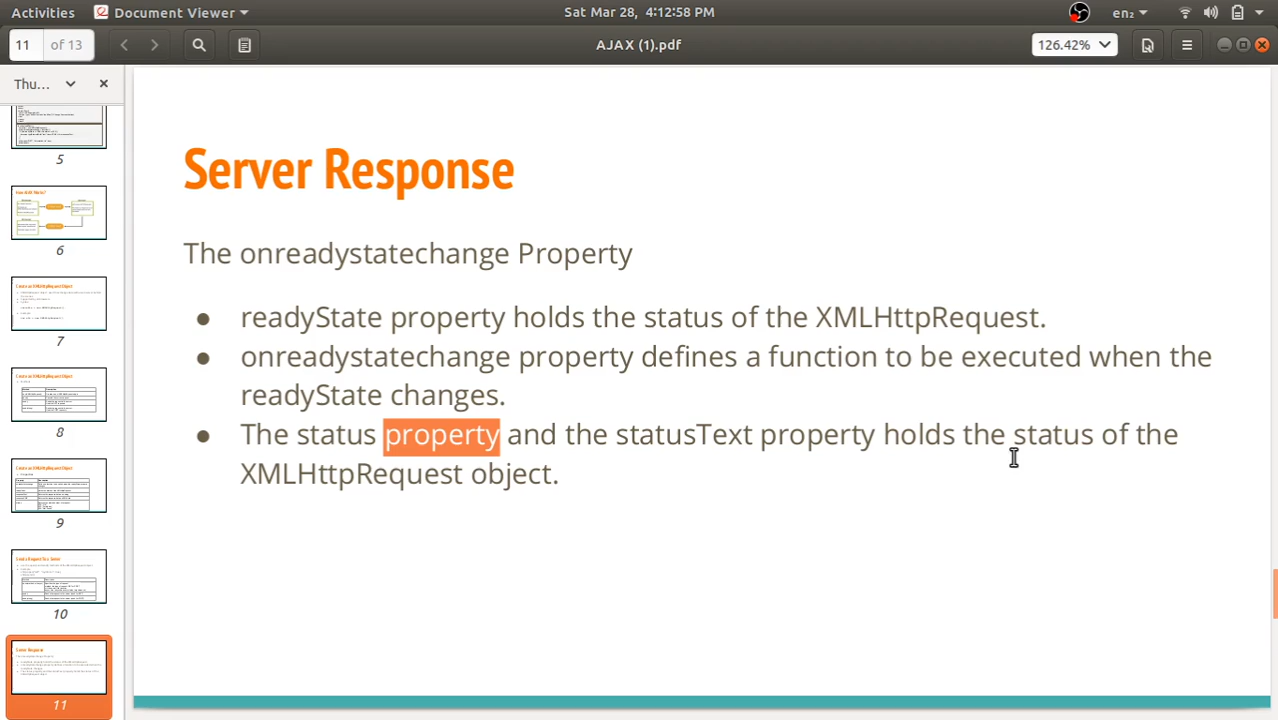 Activities Document Viewer Sat Mar 28, 4:12:58 PM en₂
11 of 13 AJAX (1).pdf 126.42%
Thu...
5
6
7
8
9
10
11
Server Response
The onreadystatechange Property
● readyState property holds the status of the XMLHttpRequest.
● onreadystatechange property defines a function to be executed when the
readyState changes.
● The status property and the statusText property holds the status of the
XMLHttpRequest object.